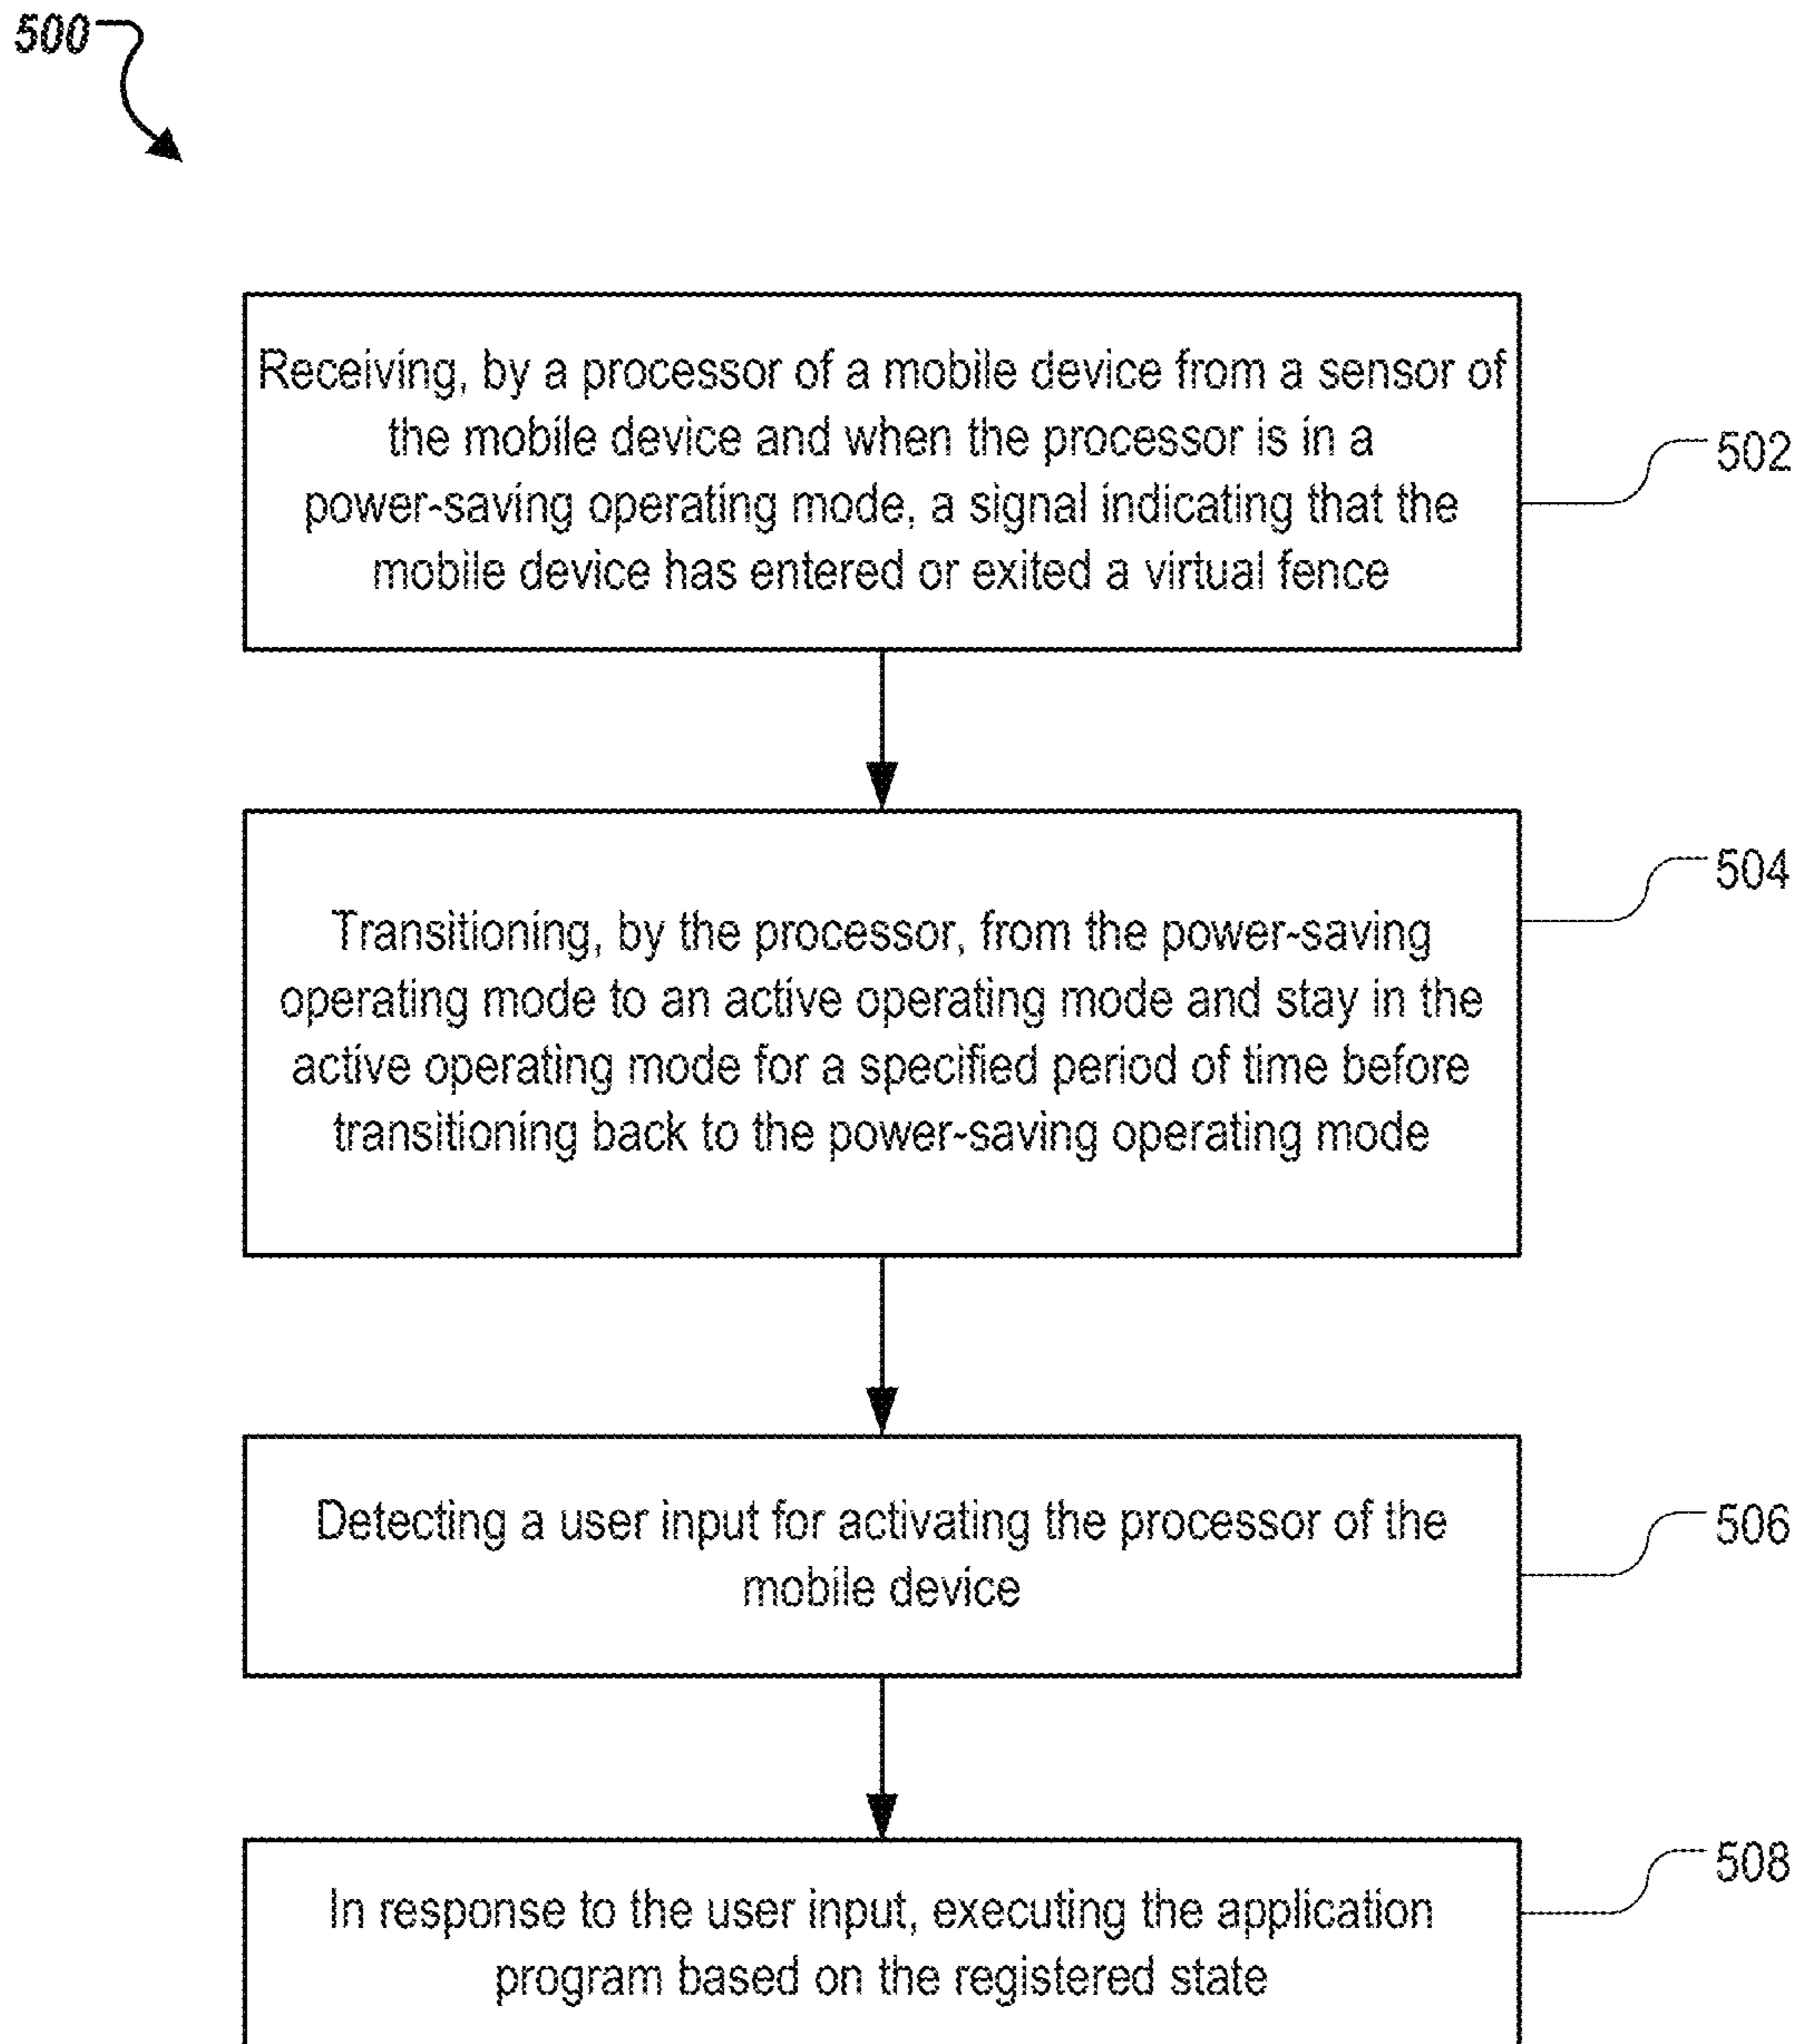 500
Receiving, by a processor of a mobile device from a sensor of
the mobile device and when the processor is in a
power-saving operating mode, a signal indicating that the
mobile device has entered or exited a virtual fence
502
504
Transitioning, by the processor, from the power-saving
operating mode to an active operating mode and stay in the
active operating mode for a specified period of time before
transitioning back to the power-saving operating mode
Detecting a user input for activating the processor of the
mobile device
506
508
In response to the user input, executing the application
program based on the registered state